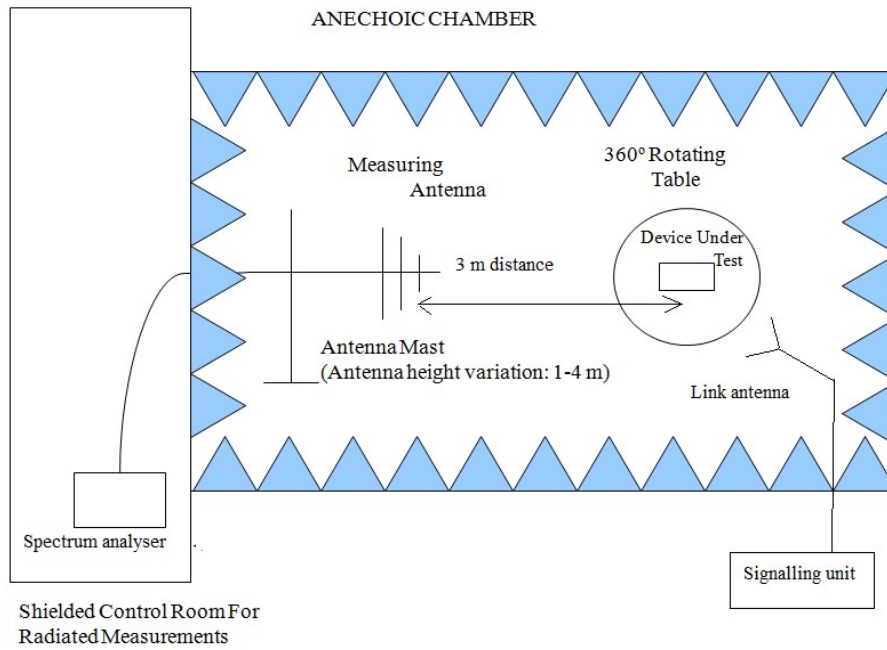 ANECHOIC CHAMBER
Measuring
Antenna
360º Rotating
Table
Device Under
Test
3 m distance
Antenna Mast
(Antenna height variation: 1-4 m)
Link antenna
Spectrum analyser
Signalling unit
Shielded Control Room For
Radiated Measurements